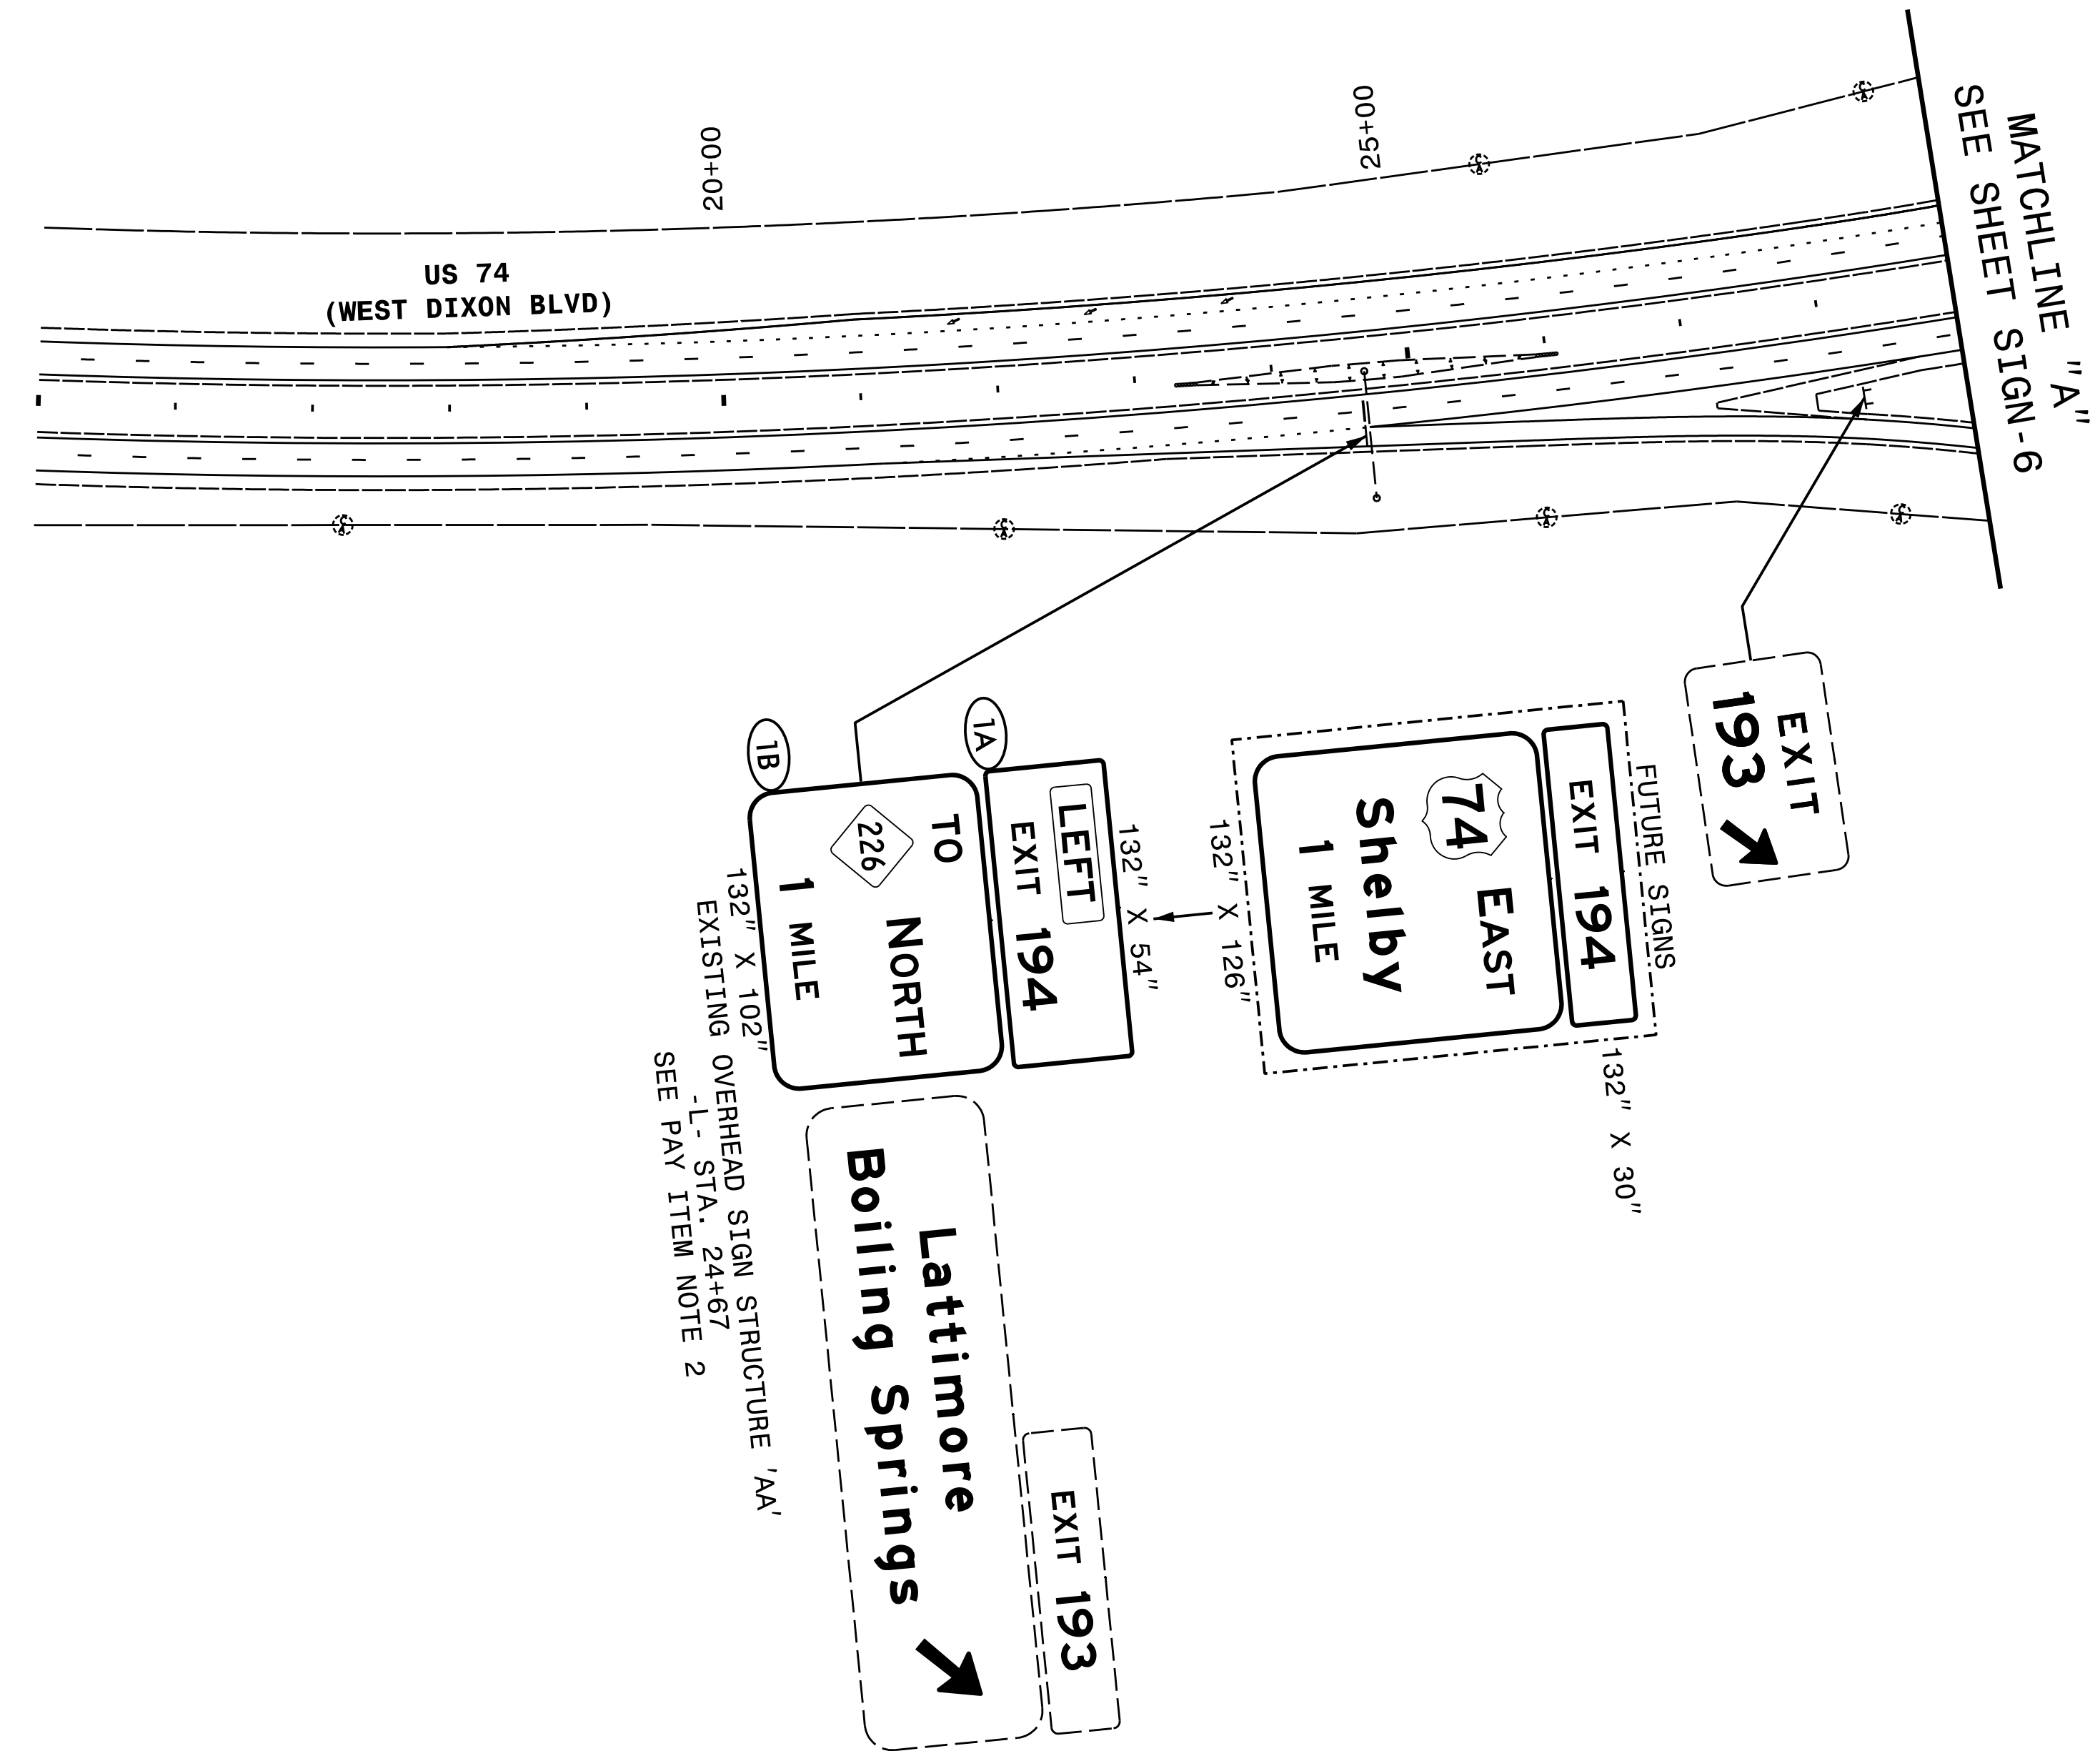 20+00
25+00
US 74
(WEST DIXON BLVD)
MATCHLINE "A"
SEE SHEET SIGN-6
EXIT
193
FUTURE SIGNS
EXIT 194
132" X 30"
74 EAST
Shelby
1 MILE
132" X 126"
132" X 54"
1A
LEFT
EXIT 194
1B
TO
226 NORTH
1 MILE
132" X 102"
EXISTING OVERHEAD SIGN STRUCTURE 'AA'
-L- STA. 24+67
SEE PAY ITEM NOTE 2
EXIT 193
Lattimore
Boiling Springs